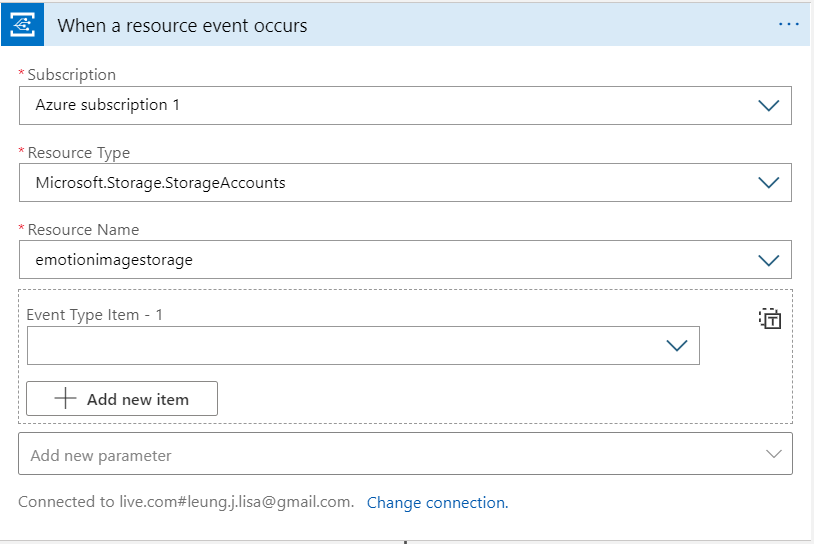 When a resource event occurs
* Subscription
Azure subscription 1
* Resource Type
Microsoft.Storage.StorageAccounts
* Resource Name
emotionimagestorage
Event Type Item - 1
T
Add new item
Add new parameter
Connected to live.com#leung.j.lisa@gmail.com. Change connection.